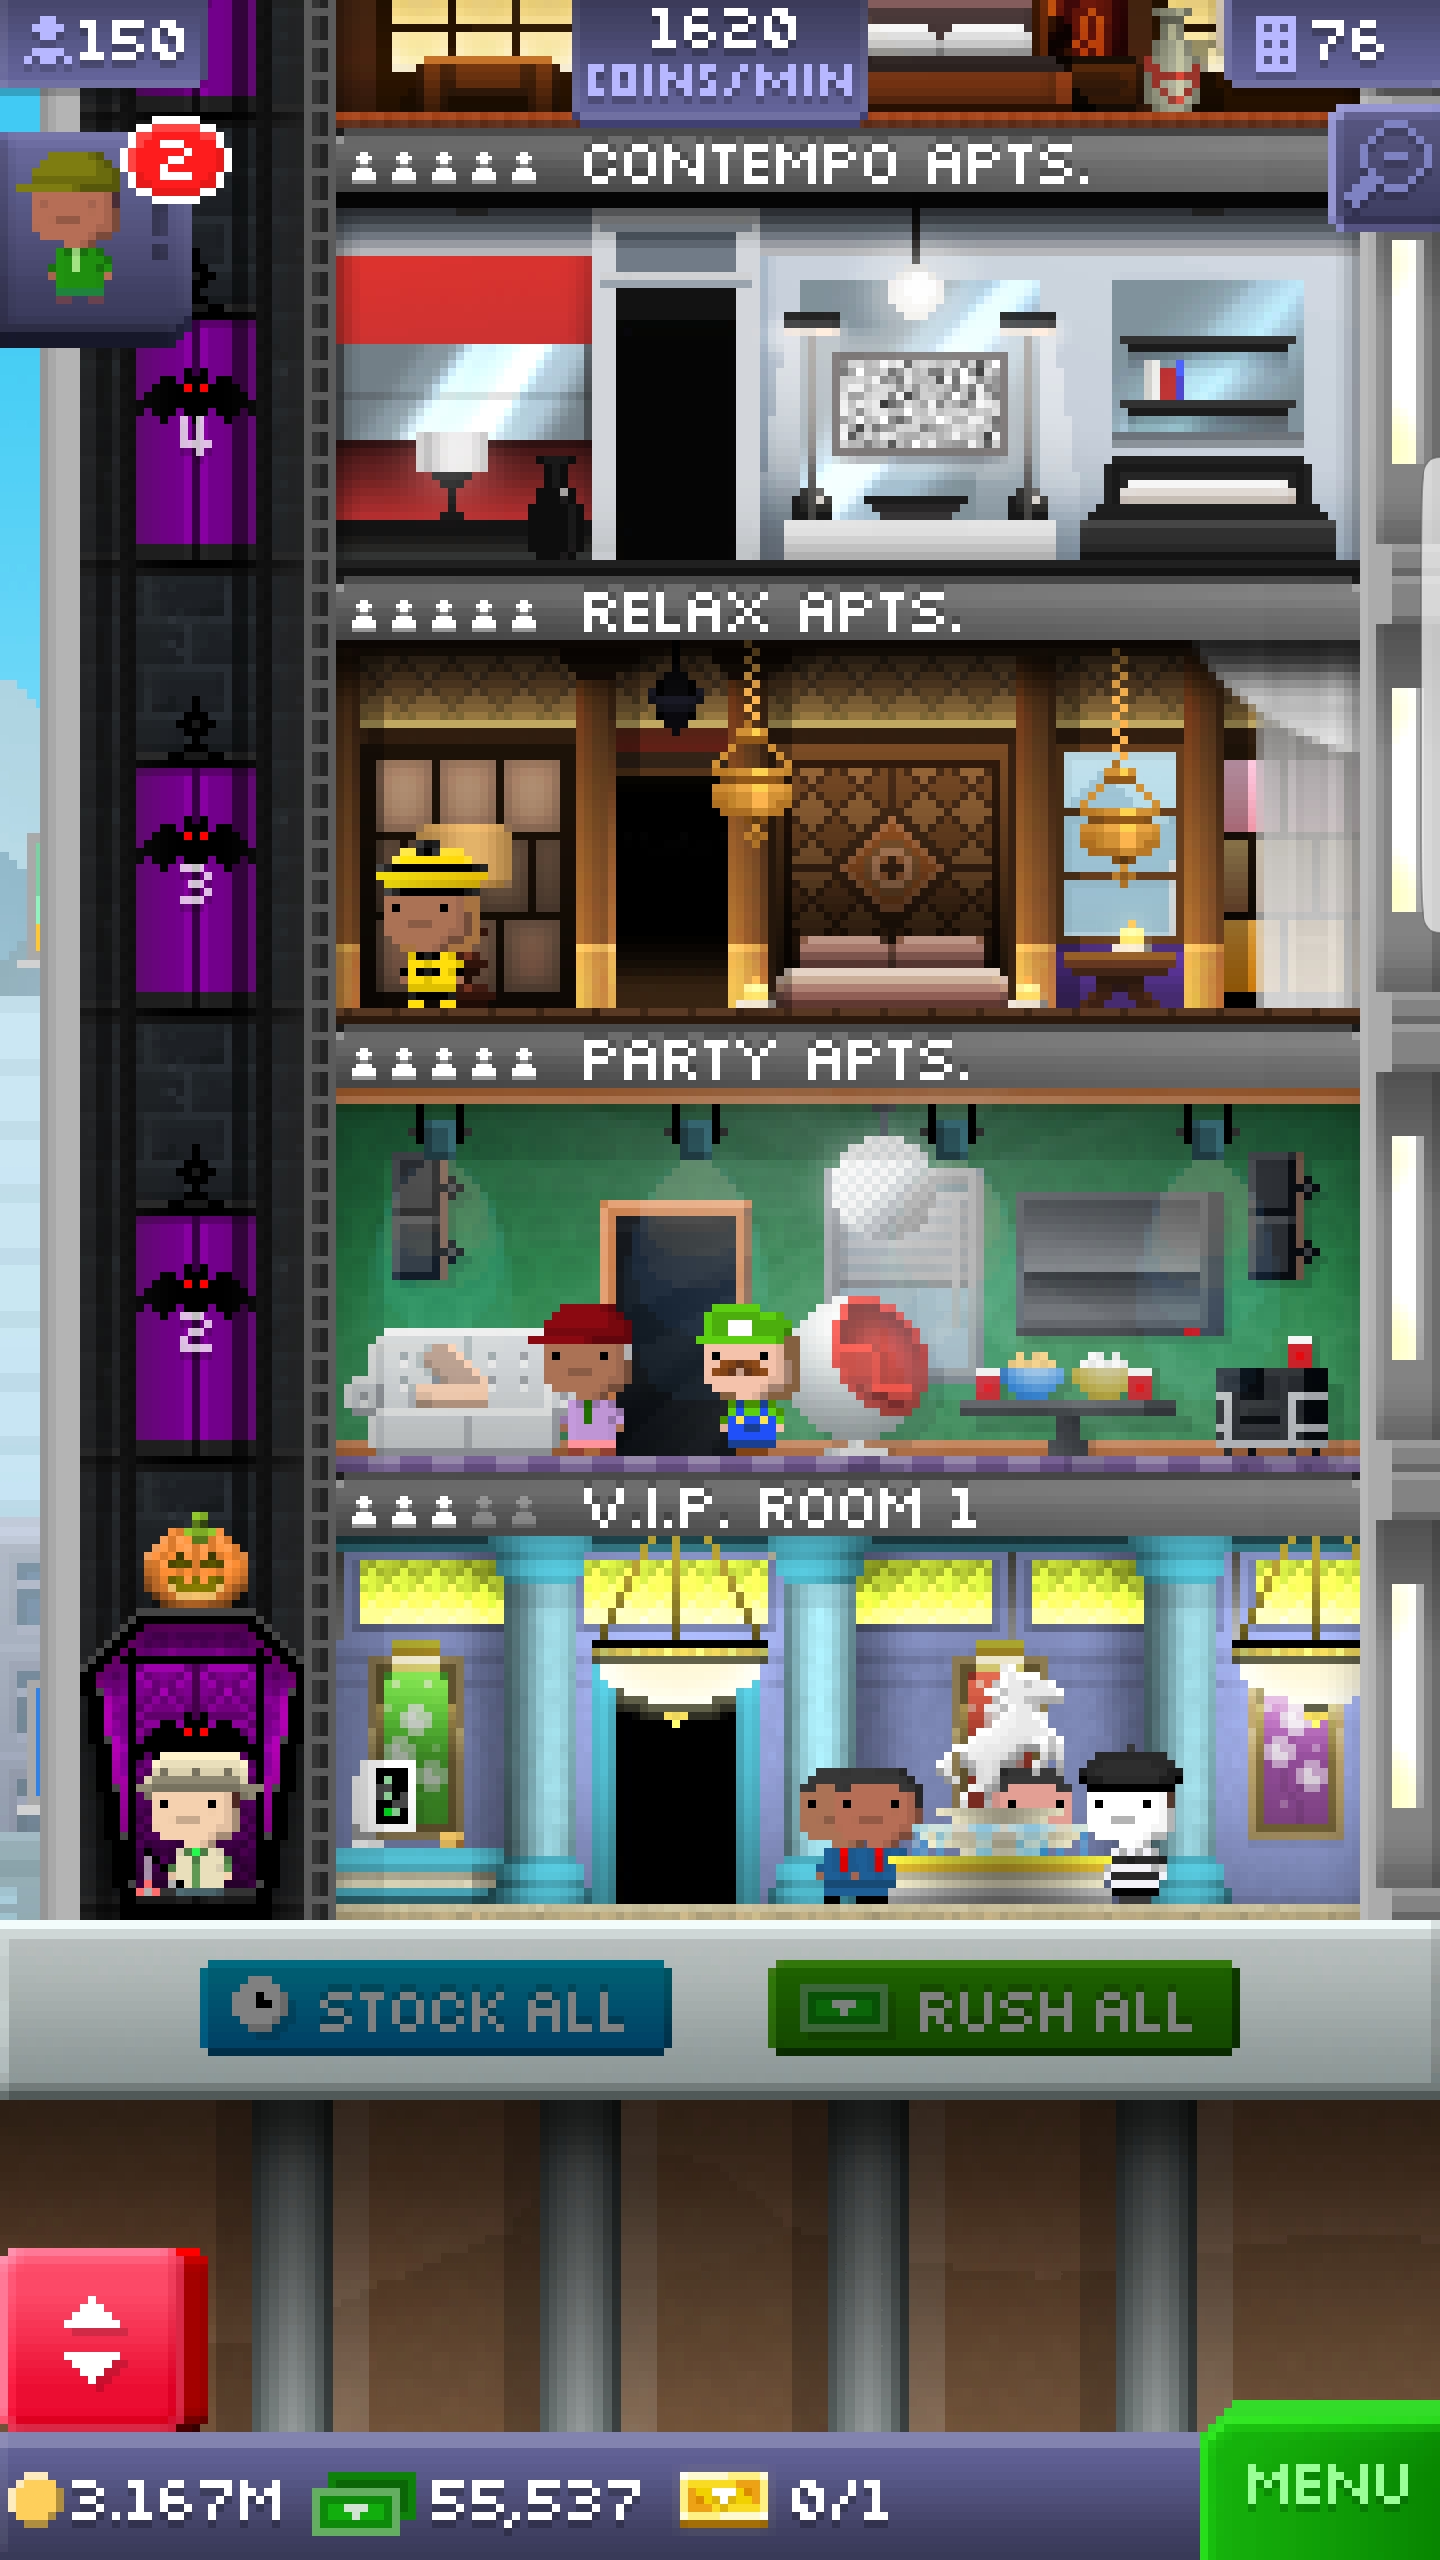 150
1620
COINS/MIN
76
2
CONTEMPO APTS.
4
RELAX APTS.
3
PARTY APTS.
2
V.I.P. ROOM 1
STOCK ALL
RUSH ALL
3.167M
55,537
0/1
MENU